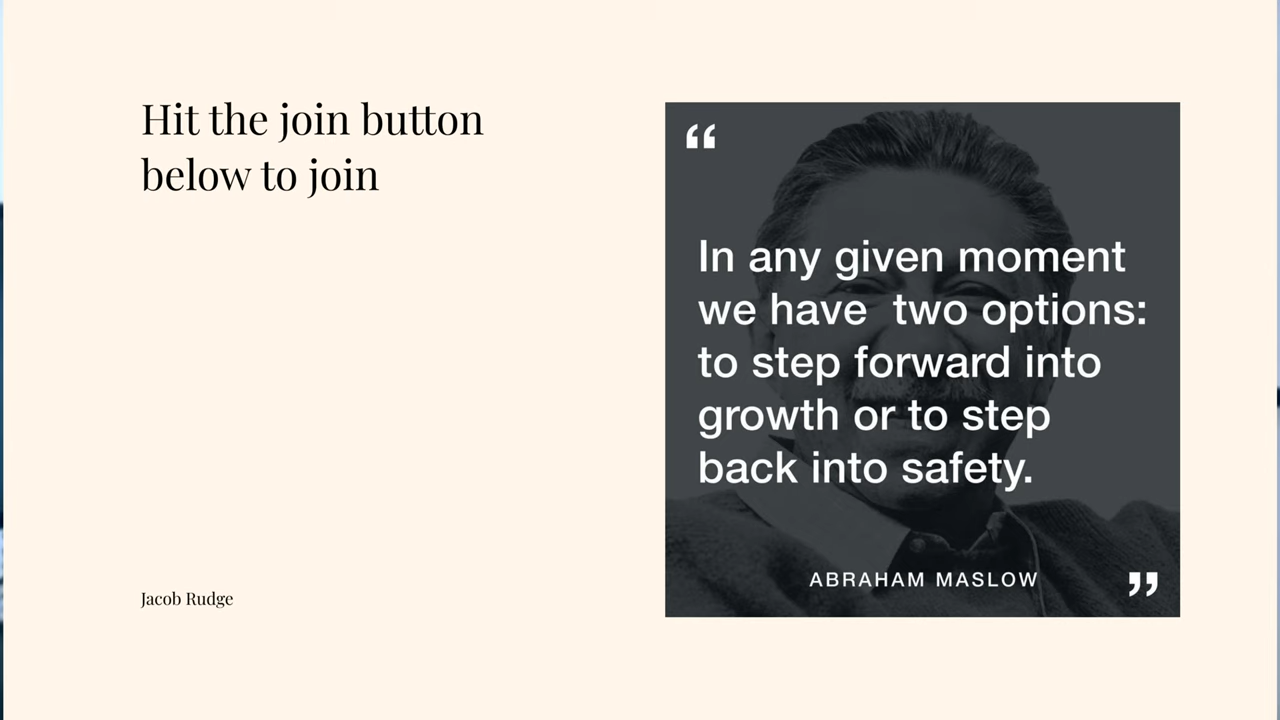 Hit the join button
below to join
Jacob Rudge
“
In any given moment
we have  two options:
to step forward into
growth or to step
back into safety.
ABRAHAM MASLOW
”